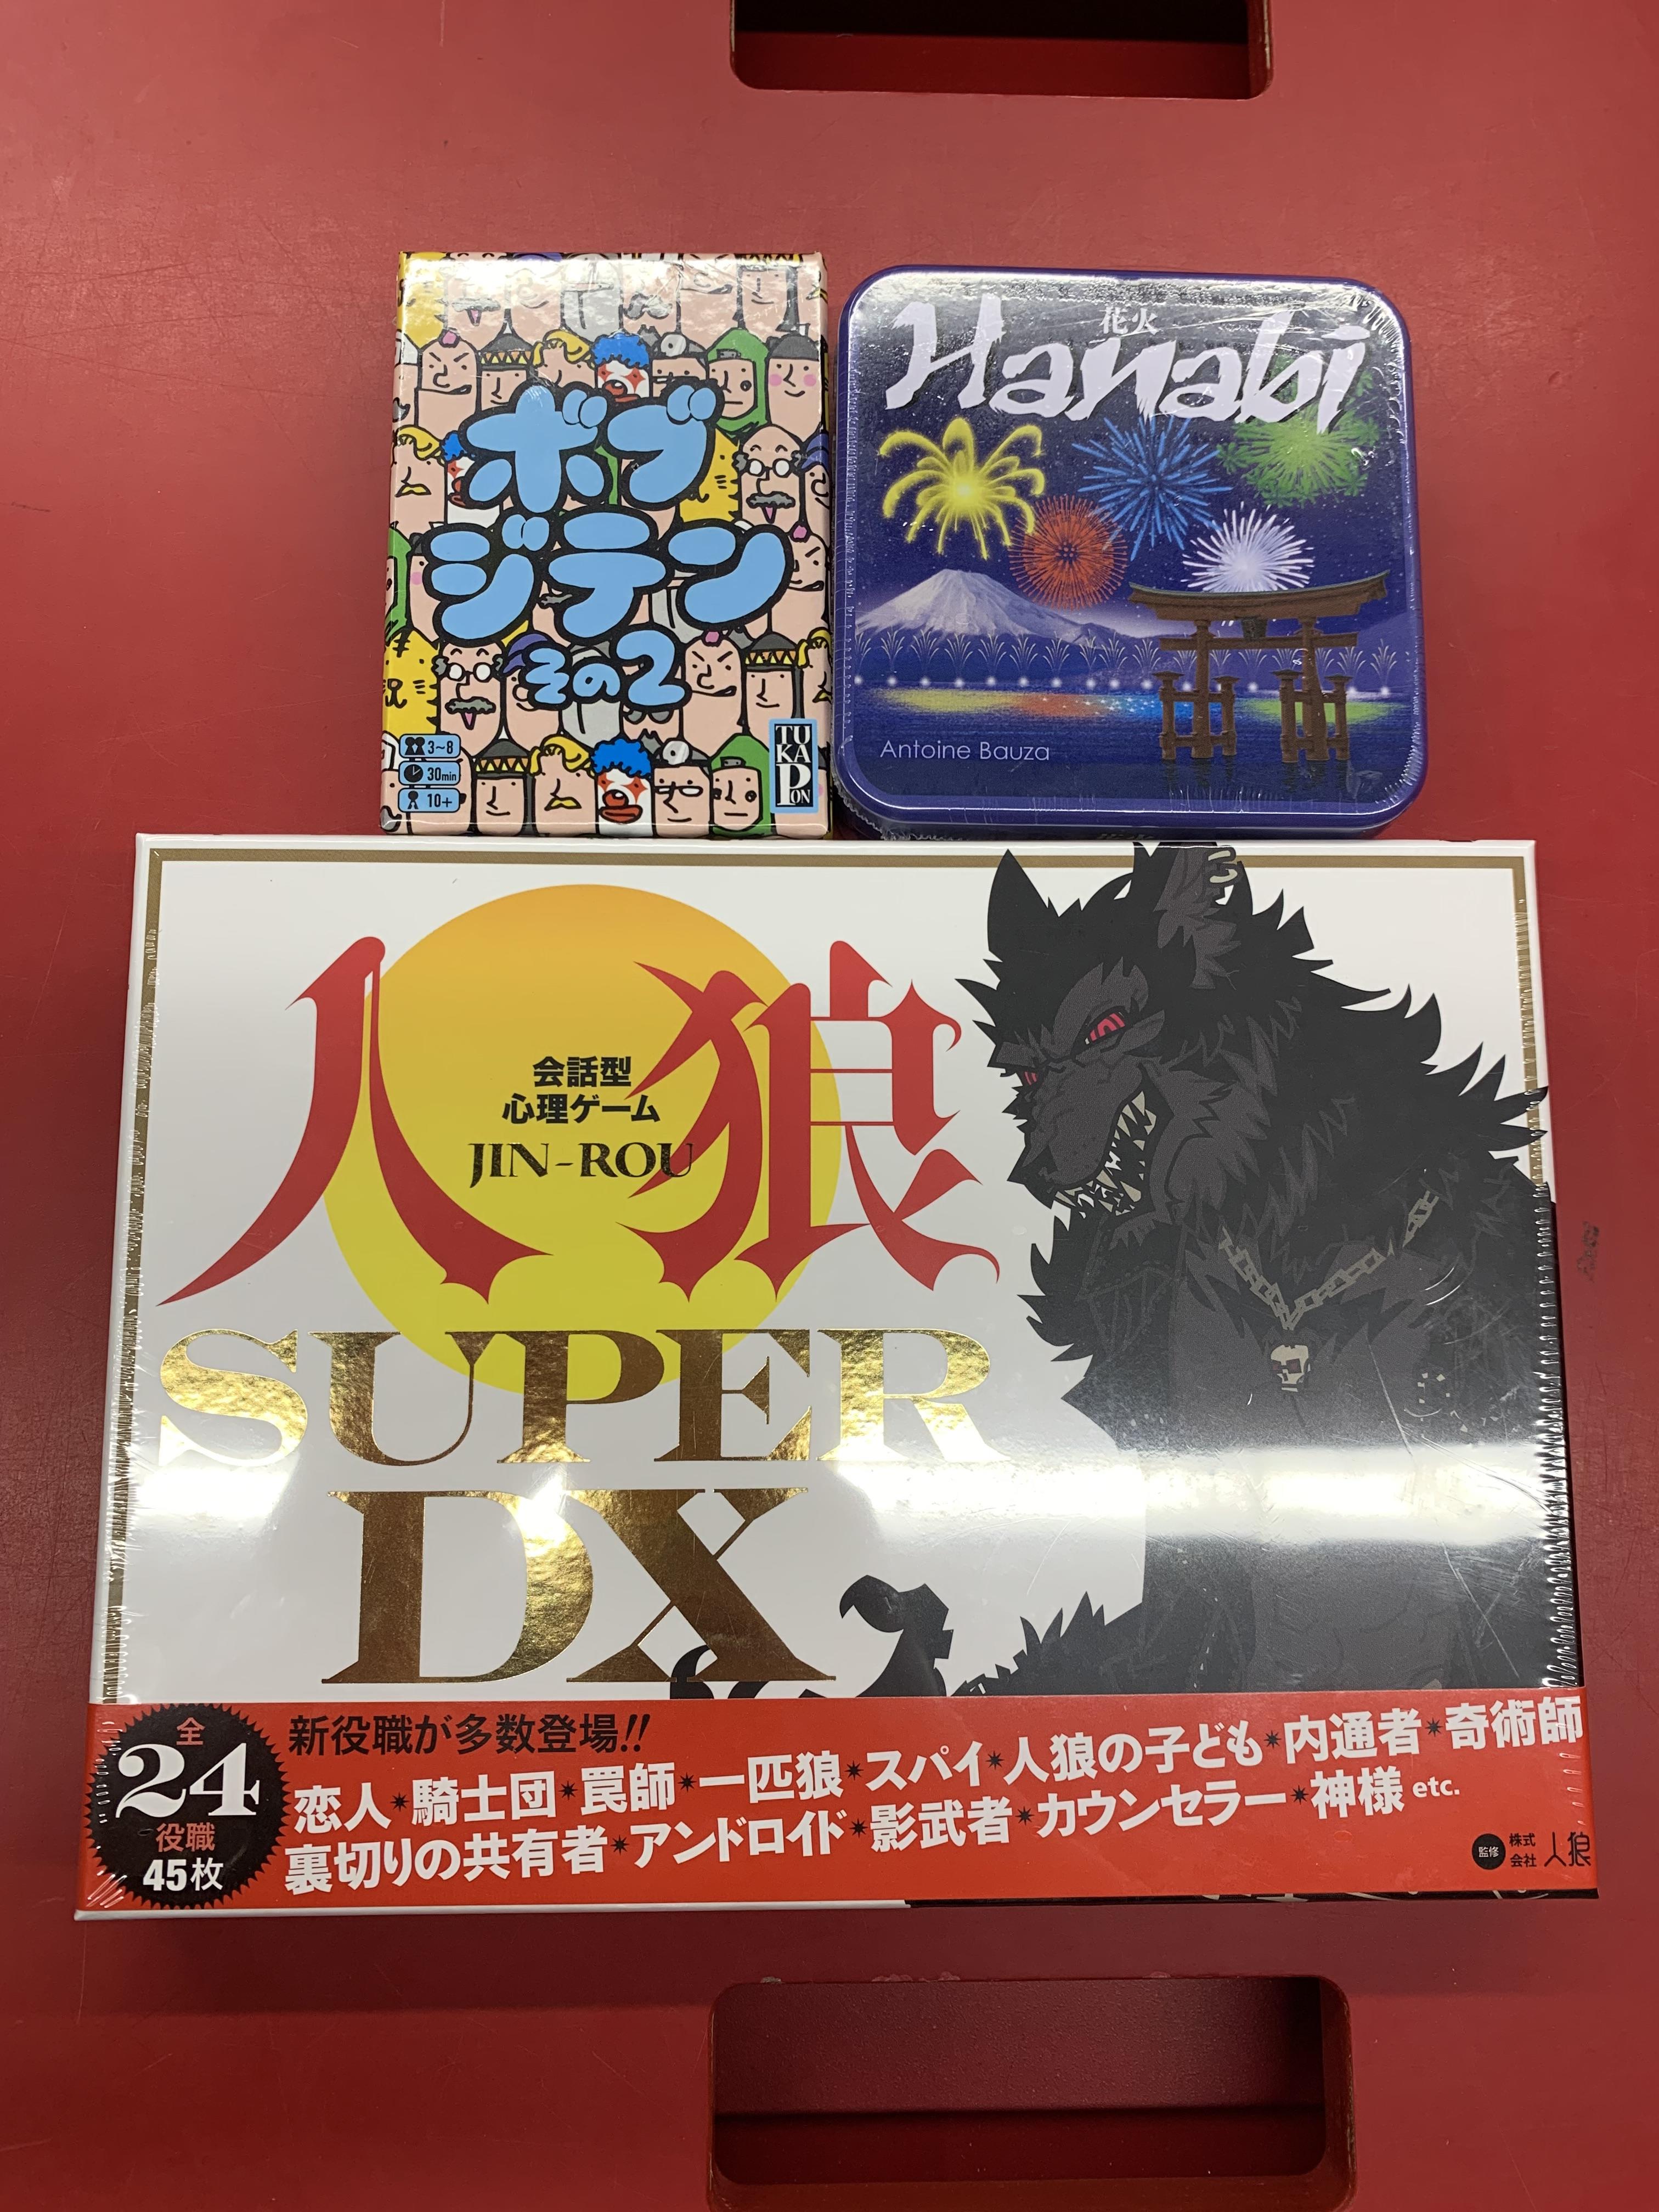 ボブ
ジテン
その2
3~8
30min
10+
TU
KA
P
ON
花火
Hanabi
Antoine Bauza
人狼
会話型
心理ゲーム
JIN-ROU
SUPER
DX
全
24
役職
45枚
新役職が多数登場!!
恋人*騎士団*罠師*一匹狼*スパイ*人狼の子ども*内通者*奇術師
裏切りの共有者*アンドロイド*影武者*カウンセラー*神様 etc.
監修
株式
会社
人狼